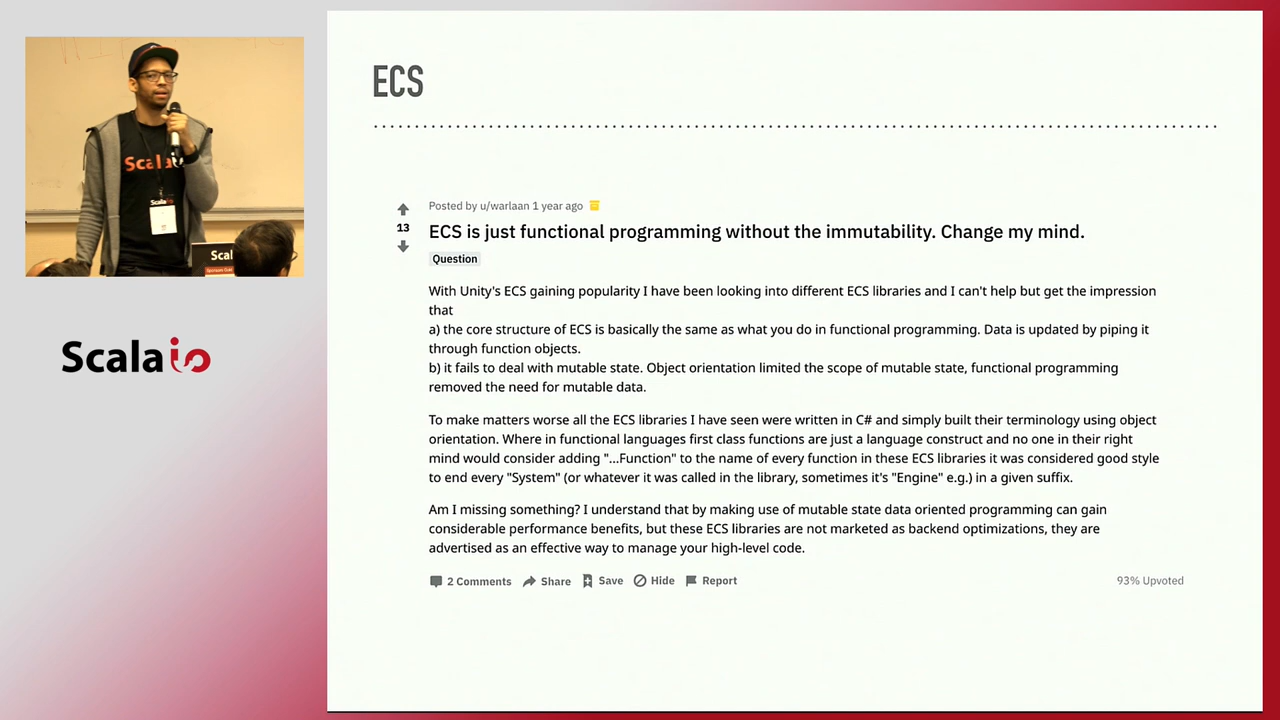 ECS
Scala
Scala
Scal
Scalaio
Posted by u/warlaan 1 year ago
13
ECS is just functional programming without the immutability. Change my mind.
Question
With Unity's ECS gaining popularity I have been looking into different ECS libraries and I can't help but get the impression
that
a) the core structure of ECS is basically the same as what you do in functional programming. Data is updated by piping it
through function objects.
b) it fails to deal with mutable state. Object orientation limited the scope of mutable state, functional programming
removed the need for mutable data.
To make matters worse all the ECS libraries I have seen were written in C# and simply built their terminology using object
orientation. Where in functional languages first class functions are just a language construct and no one in their right
mind would consider adding "...Function" to the name of every function in these ECS libraries it was considered good style
to end every "System" (or whatever it was called in the library, sometimes it's "Engine" e.g.) in a given suffix.
Am I missing something? I understand that by making use of mutable state data oriented programming can gain
considerable performance benefits, but these ECS libraries are not marketed as backend optimizations, they are
advertised as an effective way to manage your high-level code.
2 Comments Share Save Hide Report
93% Upvoted